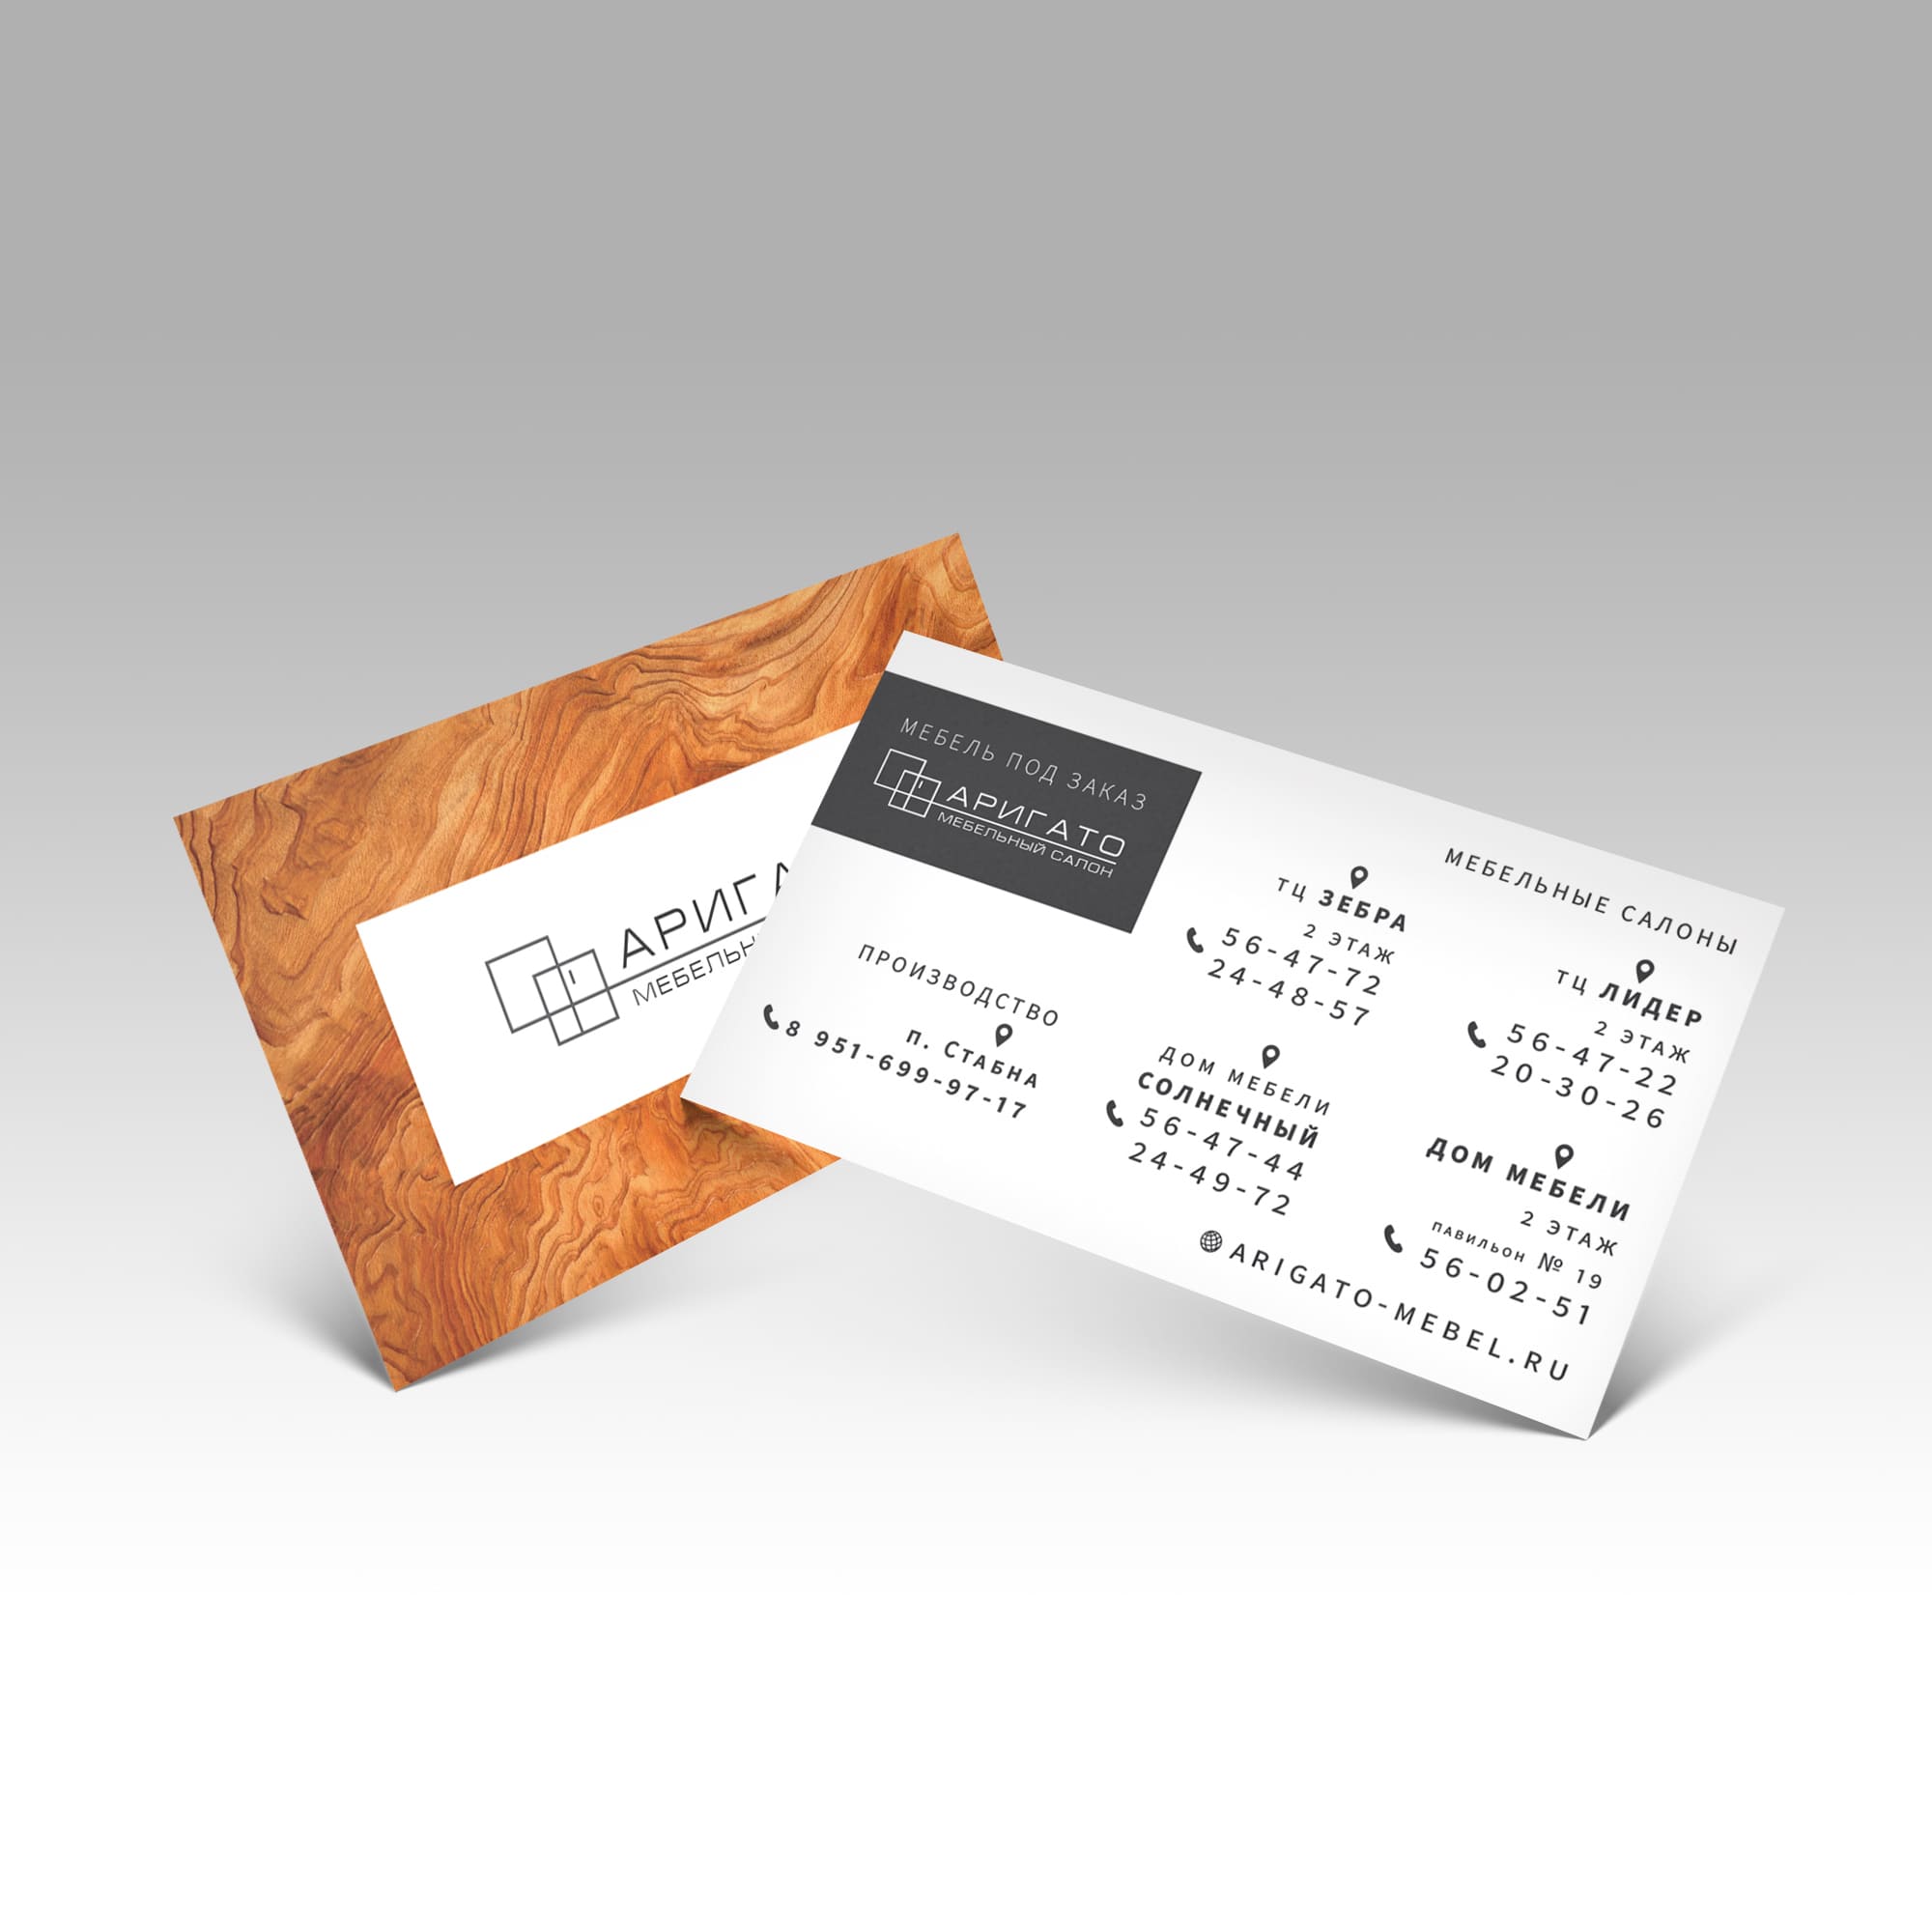 АРИГА
МЕБЕЛЬН
МЕБЕЛЬ ПОД ЗАКАЗ
АРИГАТО
МЕБЕЛЬНЫЙ САЛОН
ПРОИЗВОДСТВО
п. Стабна
8 951-699-97-17
МЕБЕЛЬНЫЕ САЛОНЫ
ТЦ ЗЕБРА
2 ЭТАЖ
56-47-72
24-48-57
ДОМ МЕБЕЛИ
СОЛНЕЧНЫЙ
56-47-44
24-49-72
ТЦ ЛИДЕР
2 ЭТАЖ
56-47-22
20-30-26
ДОМ МЕБЕЛИ
2 ЭТАЖ
павильон № 19
56-02-51
ARIGATO-MEBEL.RU